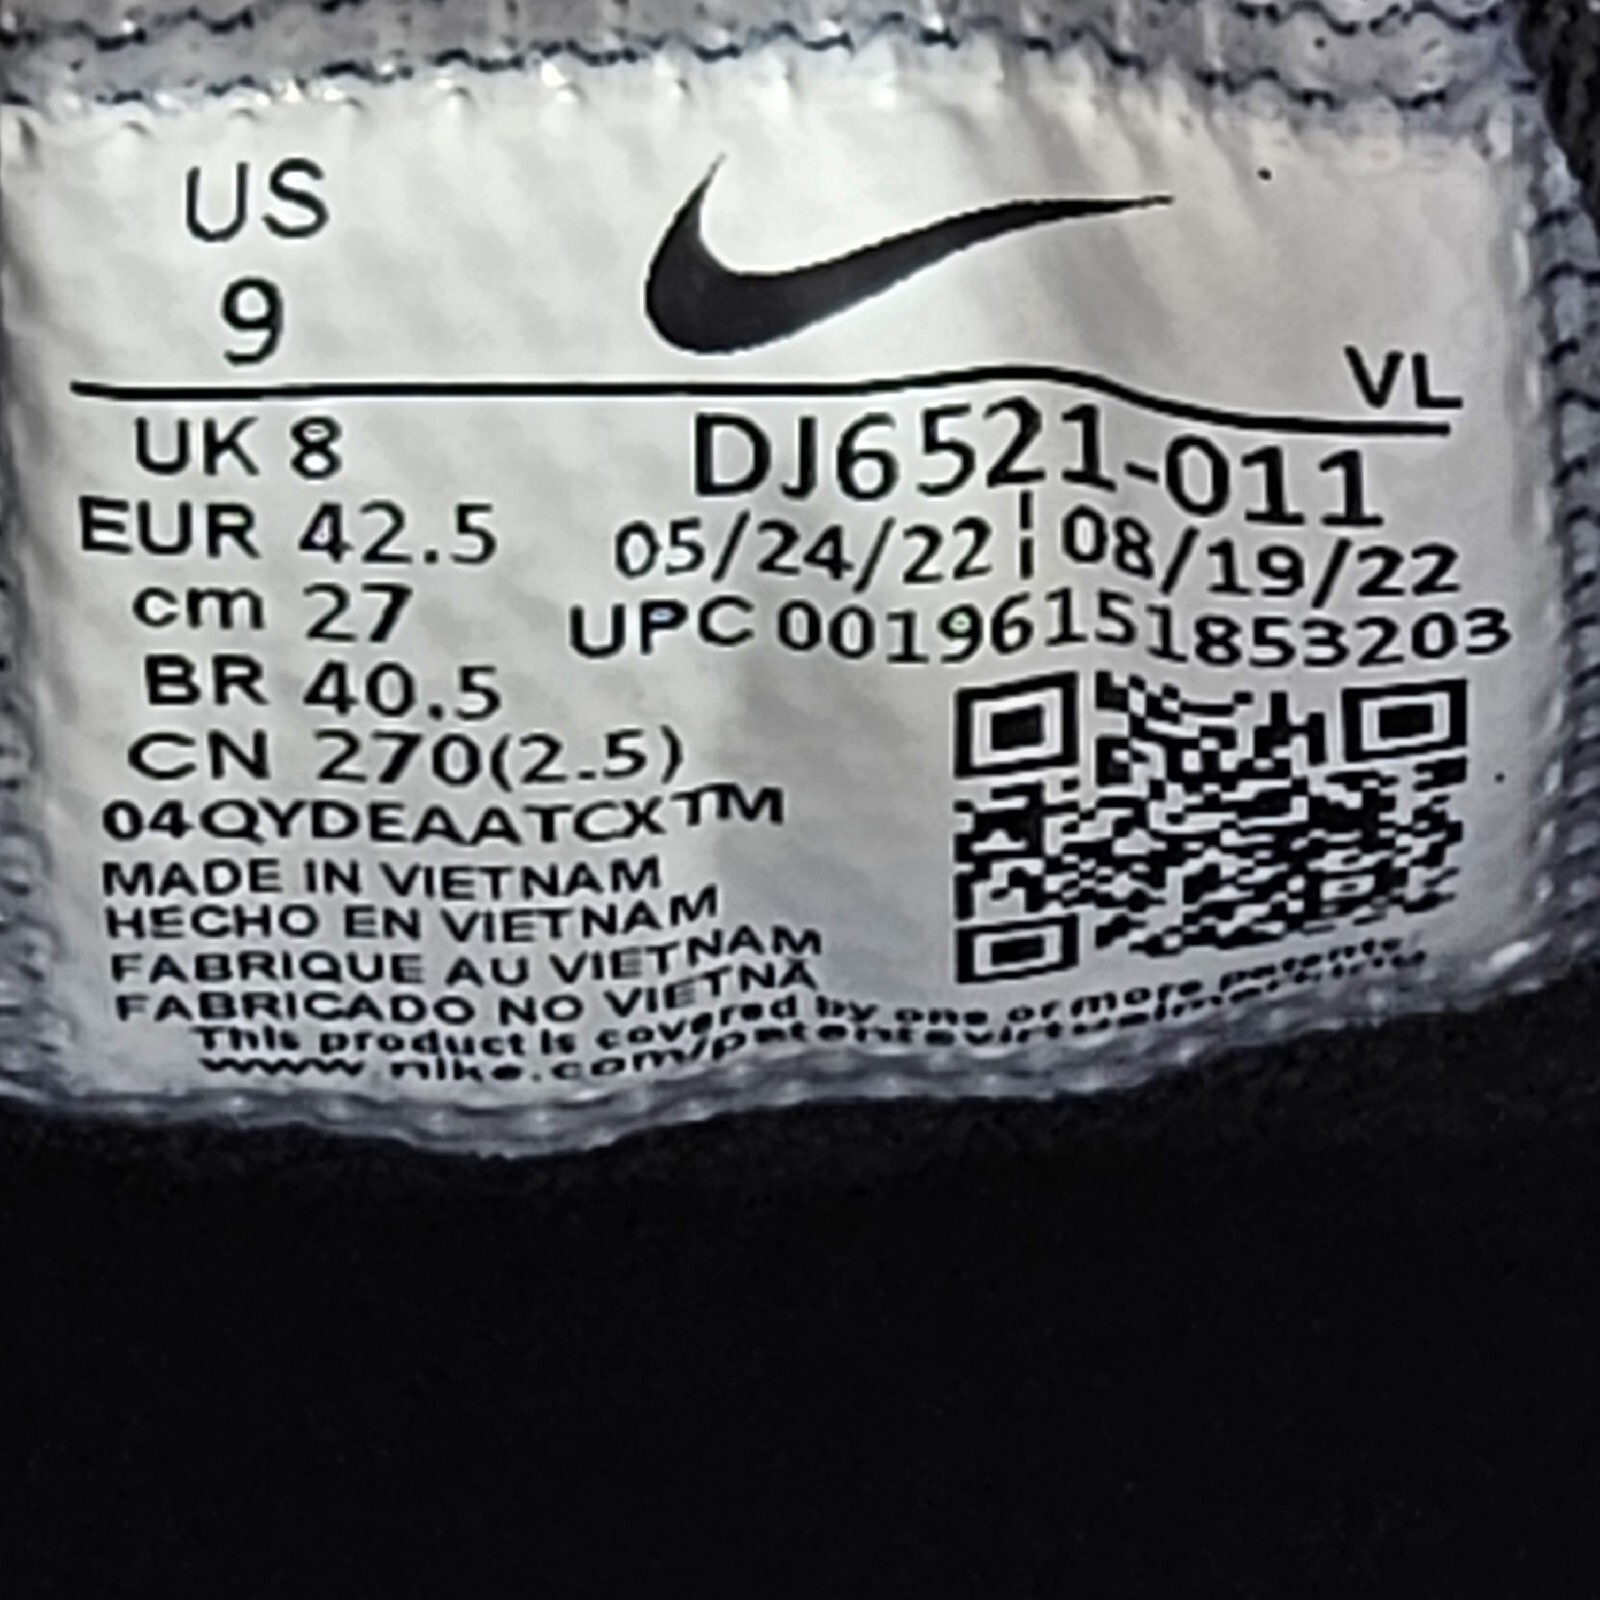 US
9
VL
UK 8
EUR 42.5
cm 27
BR 40.5
CN 270(2.5)
DJ6521-011
05/24/22 ¦ 08/19/22
UPC 00196151853203
04QYDEAATCXTM
MADE IN VIETNAM
HECHO EN VIETNAM
FABRIQUE AU VIETNAM
FABRICADO NO VIETNÃ
This product is covered by one or more patents.
www.nike.com/patentsvirtualmarking